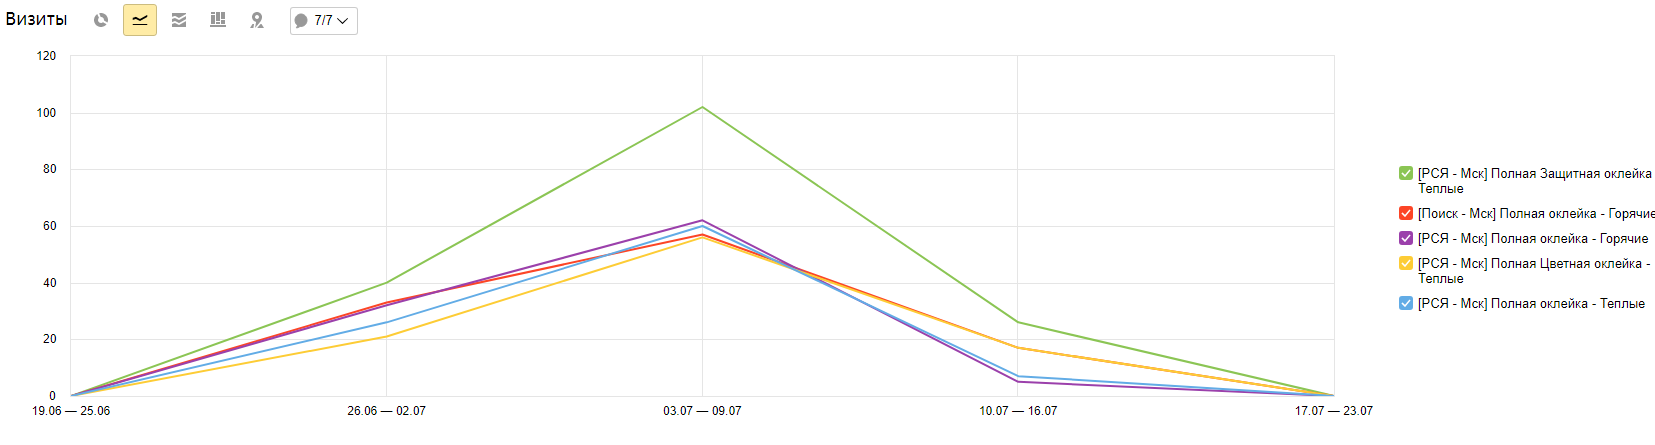 Визиты
7/7
120
100
80
60
40
20
0
19.06 — 25.06
26.06 — 02.07
03.07 — 09.07
10.07 — 16.07
17.07 — 23.07
[РСЯ - Мск] Полная Защитная оклейка
Теплые
[Поиск - Мск] Полная оклейка - Горячие
[РСЯ - Мск] Полная оклейка - Горячие
[РСЯ - Мск] Полная Цветная оклейка -
Теплые
[РСЯ - Мск] Полная оклейка - Теплые